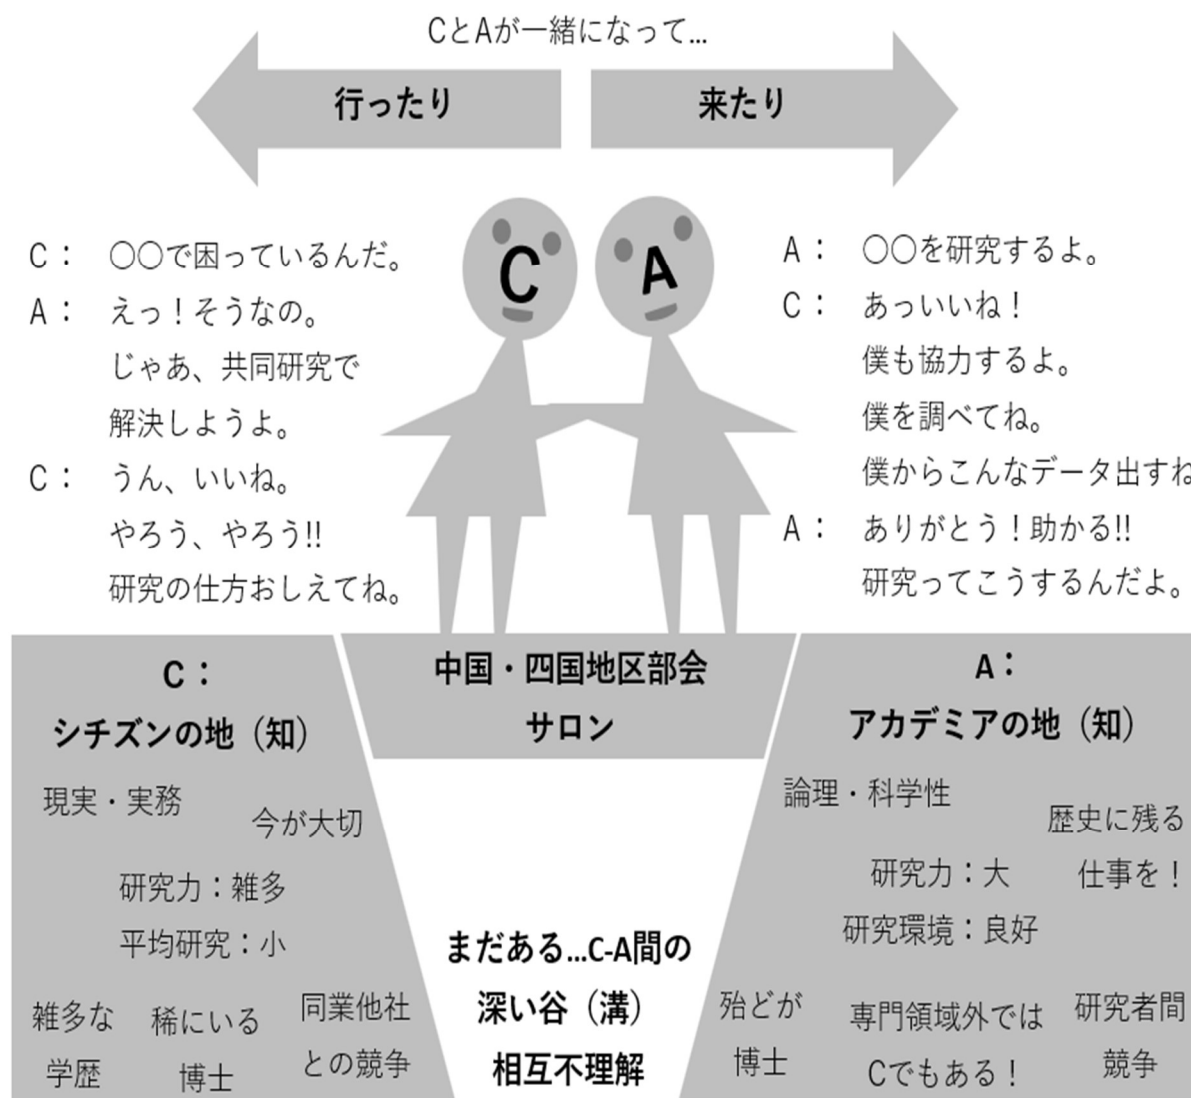 CとAが一緒になって…
行ったり
来たり
C
A
C： 〇〇で困っているんだ。
A： えっ！そうなの。
じゃあ、共同研究で
解決しようよ。
C： うん、いいね。
やろう、やろう!!
研究の仕方おしえてね。
A： 〇〇を研究するよ。
C： あっいいね！
僕も協力するよ。
僕を調べてね。
僕からこんなデータ出すね
A： ありがとう！助かる!!
研究ってこうするんだよ。
C：
シチズンの地（知）
現実・実務
今が大切
研究力：雑多
平均研究：小
雑多な
学歴
稀にいる
博士
同業他社
との競争
中国・四国地区部会
サロン
まだある…C-A間の
深い谷（溝）
相互不理解
A：
アカデミアの地（知）
論理・科学性
歴史に残る
仕事を！
研究力：大
研究環境：良好
殆どが
博士
専門領域外では
Cでもある！
研究者間
競争